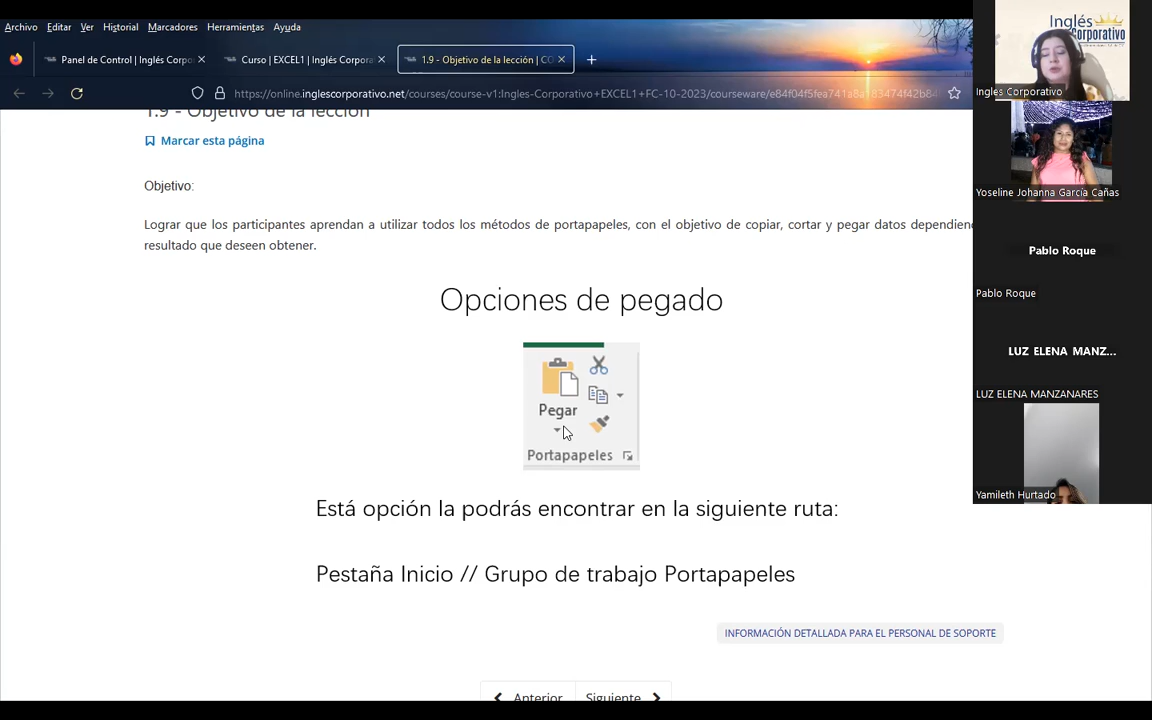 Archivo Editar Ver Historial Marcadores Herramientas Ayuda
Panel de Control | Inglés Corpo
Curso | EXCEL1 | Inglés Corpora
1.9 - Objetivo de la lección | CO
https://online.inglescorporativo.net/courses/course-v1:Ingles-Corporativo+EXCEL1+FC-10-2023/courseware/
1.9 - Objetivo de la lección
Marcar esta página
Objetivo:
Lograr que los participantes aprendan a utilizar todos los métodos de portapapeles, con el objetivo de copiar, cortar y pegar datos dependien
resultado que deseen obtener.
Opciones de pegado
Pegar
Portapapeles
Está opción la podrás encontrar en la siguiente ruta:
Pestaña Inicio // Grupo de trabajo Portapapeles
INFORMACIÓN DETALLADA PARA EL PERSONAL DE SOPORTE
Anterior
Siguiente
Inglés
Corporativo
Ingles Corporativo
Yoseline Johanna García Cañas
Pablo Roque
Pablo Roque
LUZ ELENA MANZ...
LUZ ELENA MANZANARES
Yamileth Hurtado